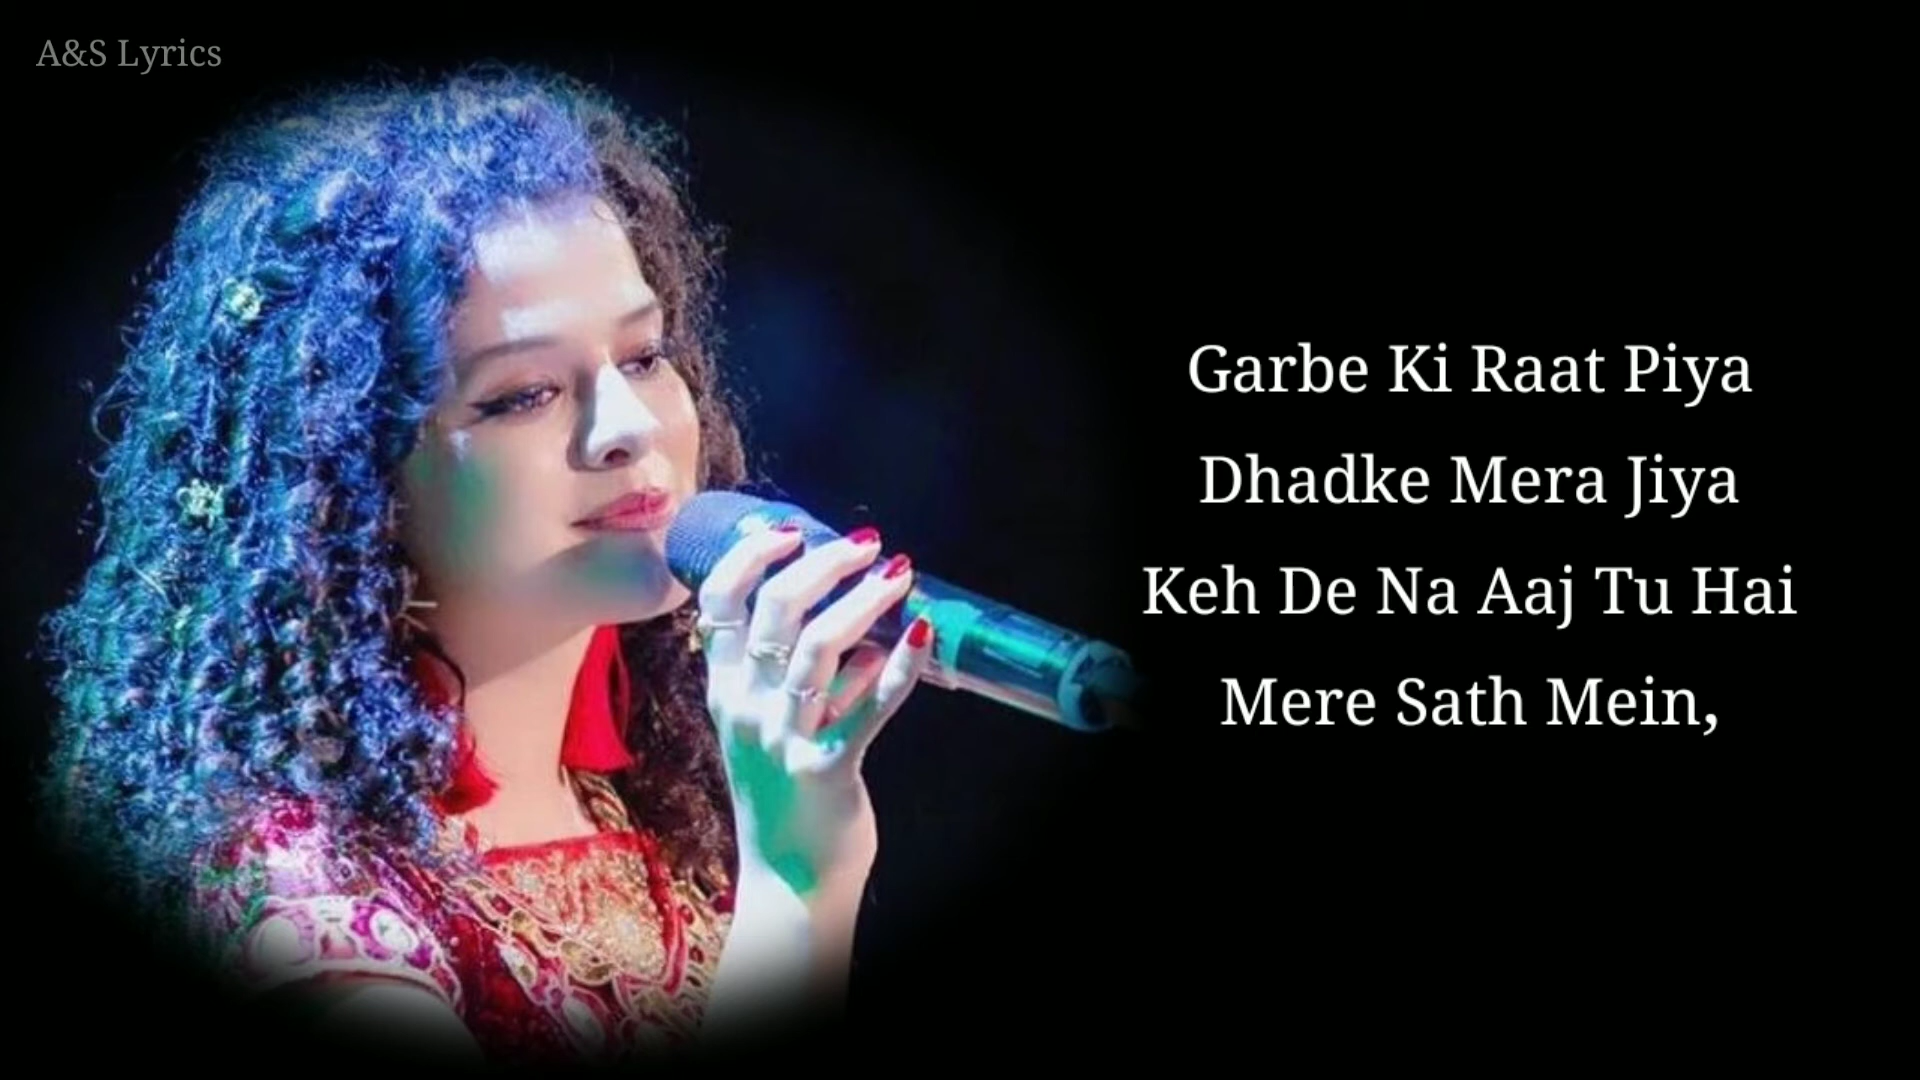 A&S Lyrics
Garbe Ki Raat Piya
Dhadke Mera Jiya
Keh De Na Aaj Tu Hai
Mere Sath Mein,